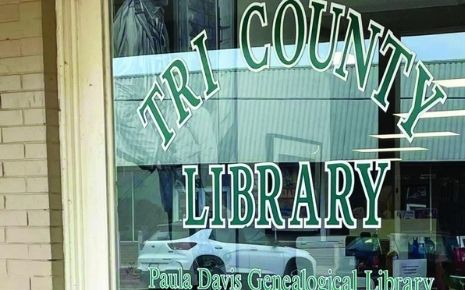 TRI COUNTY
LIBRARY
Paula Davis Genealogical Library